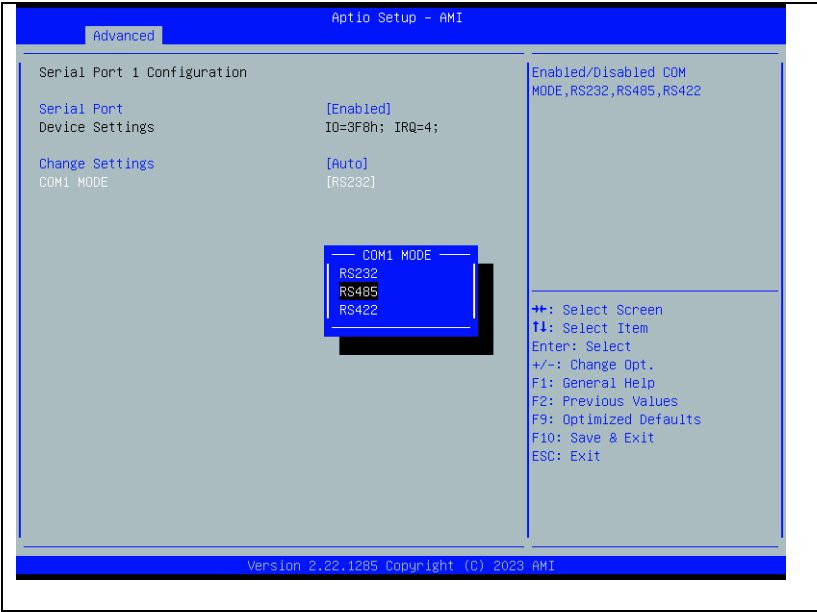 Aptio Setup – AMI
Advanced
Serial Port 1 Configuration
Serial Port [Enabled]
Device Settings IO=3F8h; IRQ=4;
Change Settings [Auto]
COM1 MODE [RS232]
COM1 MODE
RS232
RS485
RS422
Enabled/Disabled COM
MODE,RS232,RS485,RS422
→←: Select Screen
↑↓: Select Item
Enter: Select
+/-: Change Opt.
F1: General Help
F2: Previous Values
F9: Optimized Defaults
F10: Save & Exit
ESC: Exit
Version 2.22.1285 Copyright (C) 2023 AMI